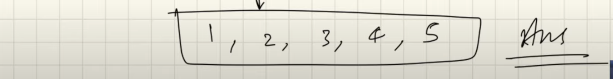 1, 2, 3, 4, 5 Ans